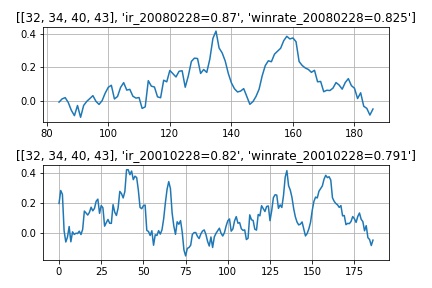 [[32, 34, 40, 43], 'ir_20080228=0.87', 'winrate_20080228=0.825']
0.4
0.2
0.0
80 100 120 140 160 180
[[32, 34, 40, 43], 'ir_20010228=0.82', 'winrate_20010228=0.791']
0.4
0.2
0.0
0 25 50 75 100 125 150 175